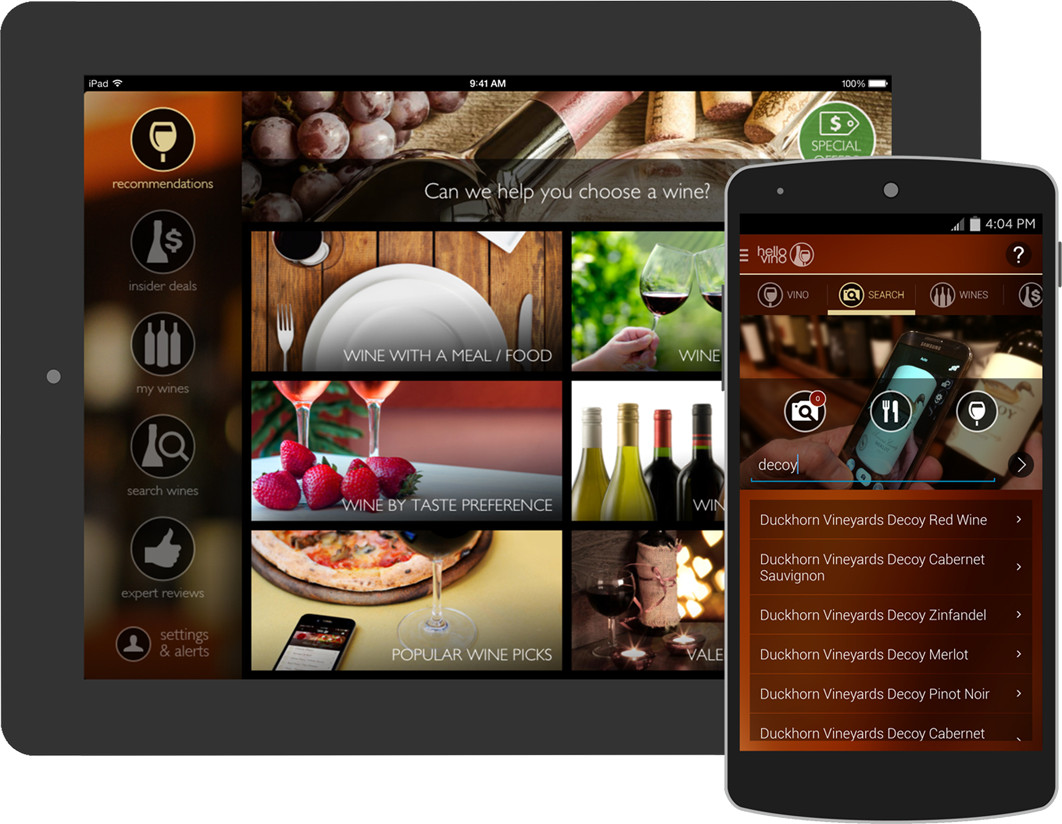 iPad
9:41 AM
100%
recommendations
insider deals
my wines
search wines
expert reviews
settings
& alerts
$
SPECIAL
Can we help you choose a wine?
WINE WITH A MEAL / FOOD
WINE
WINE BY TASTE PREFERENCE
WIN
POPULAR WINE PICKS
VALE
4:04 PM
hello
vino
?
VINO
SEARCH
WINES
SAMSUNG
0
decoy
Duckhorn Vineyards Decoy Red Wine
Duckhorn Vineyards Decoy Cabernet
Sauvignon
Duckhorn Vineyards Decoy Zinfandel
Duckhorn Vineyards Decoy Merlot
Duckhorn Vineyards Decoy Pinot Noir
Duckhorn Vineyards Decoy Cabernet